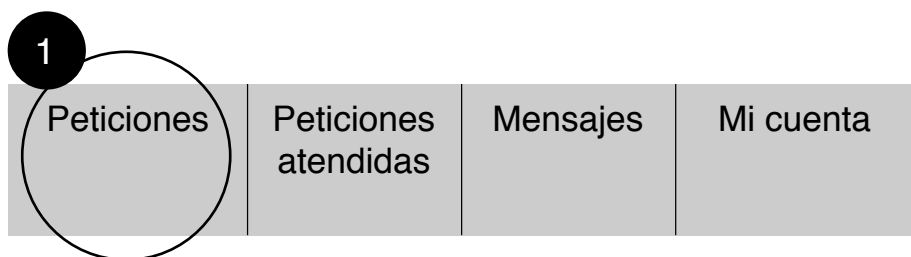 1
Peticiones
Peticiones
atendidas
Mensajes
Mi cuenta